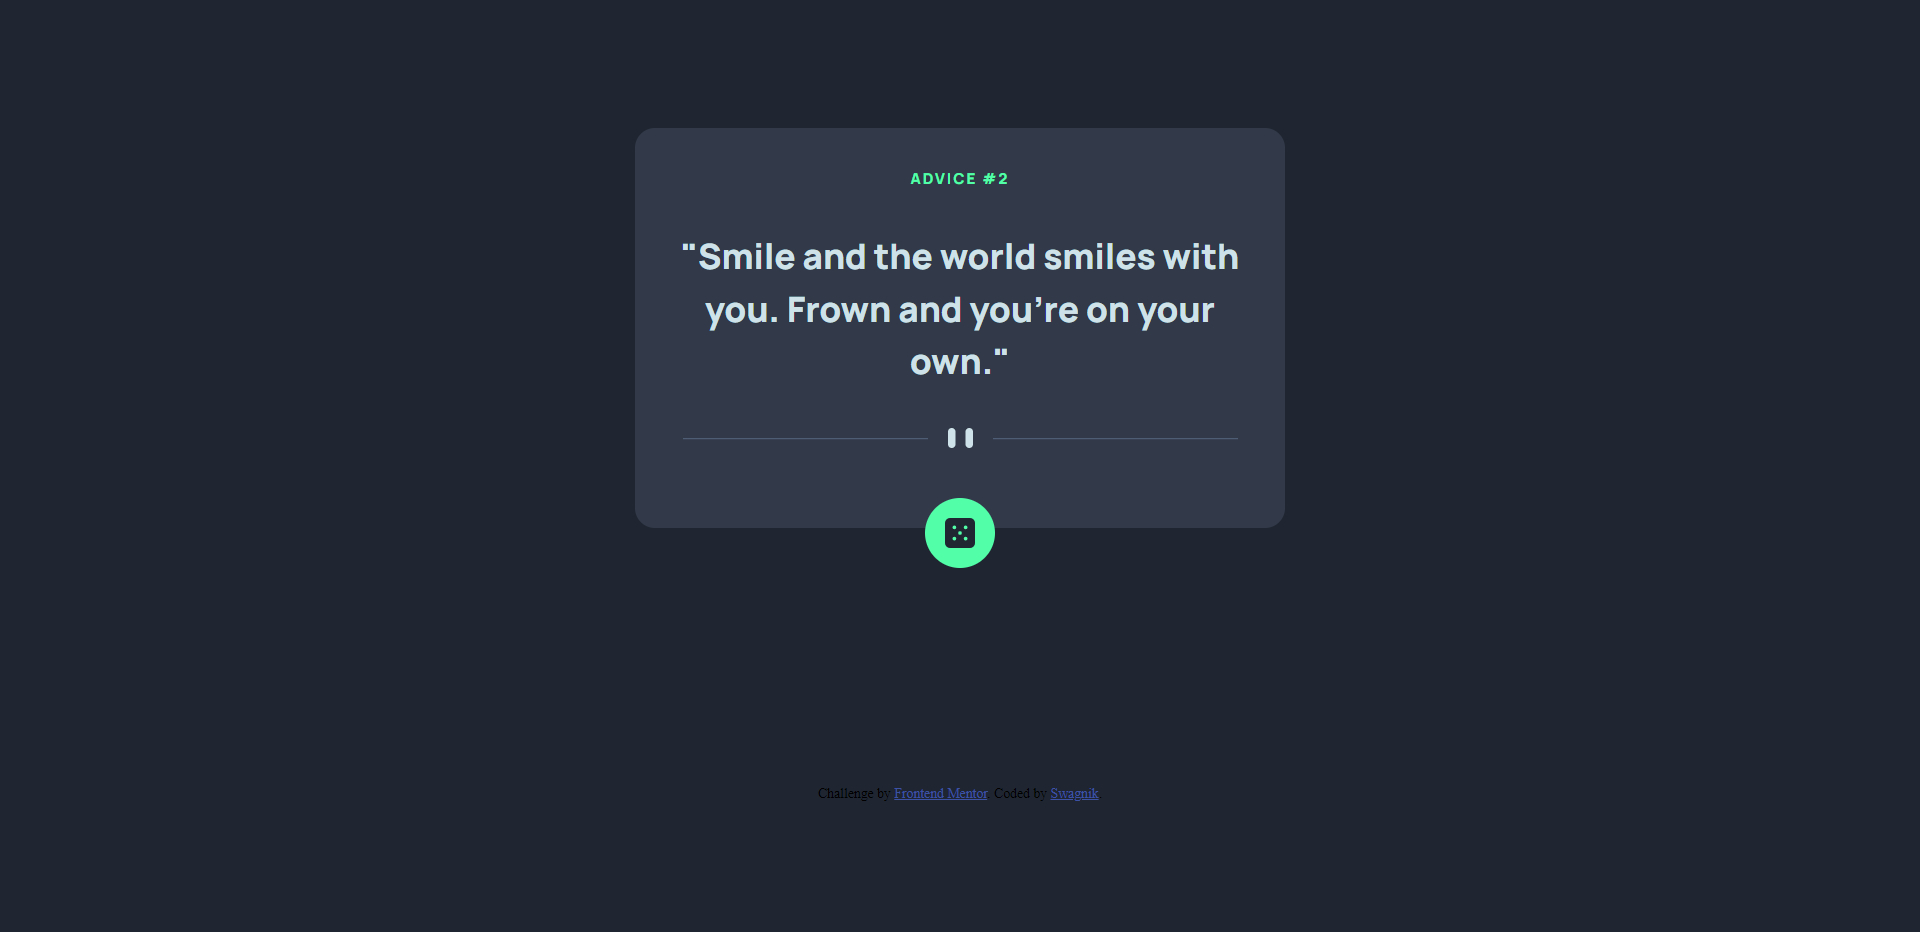 ADVICE #2
"Smile and the world smiles with
you. Frown and you’re on your
own."
Challenge by Frontend Mentor. Coded by Swagnik.